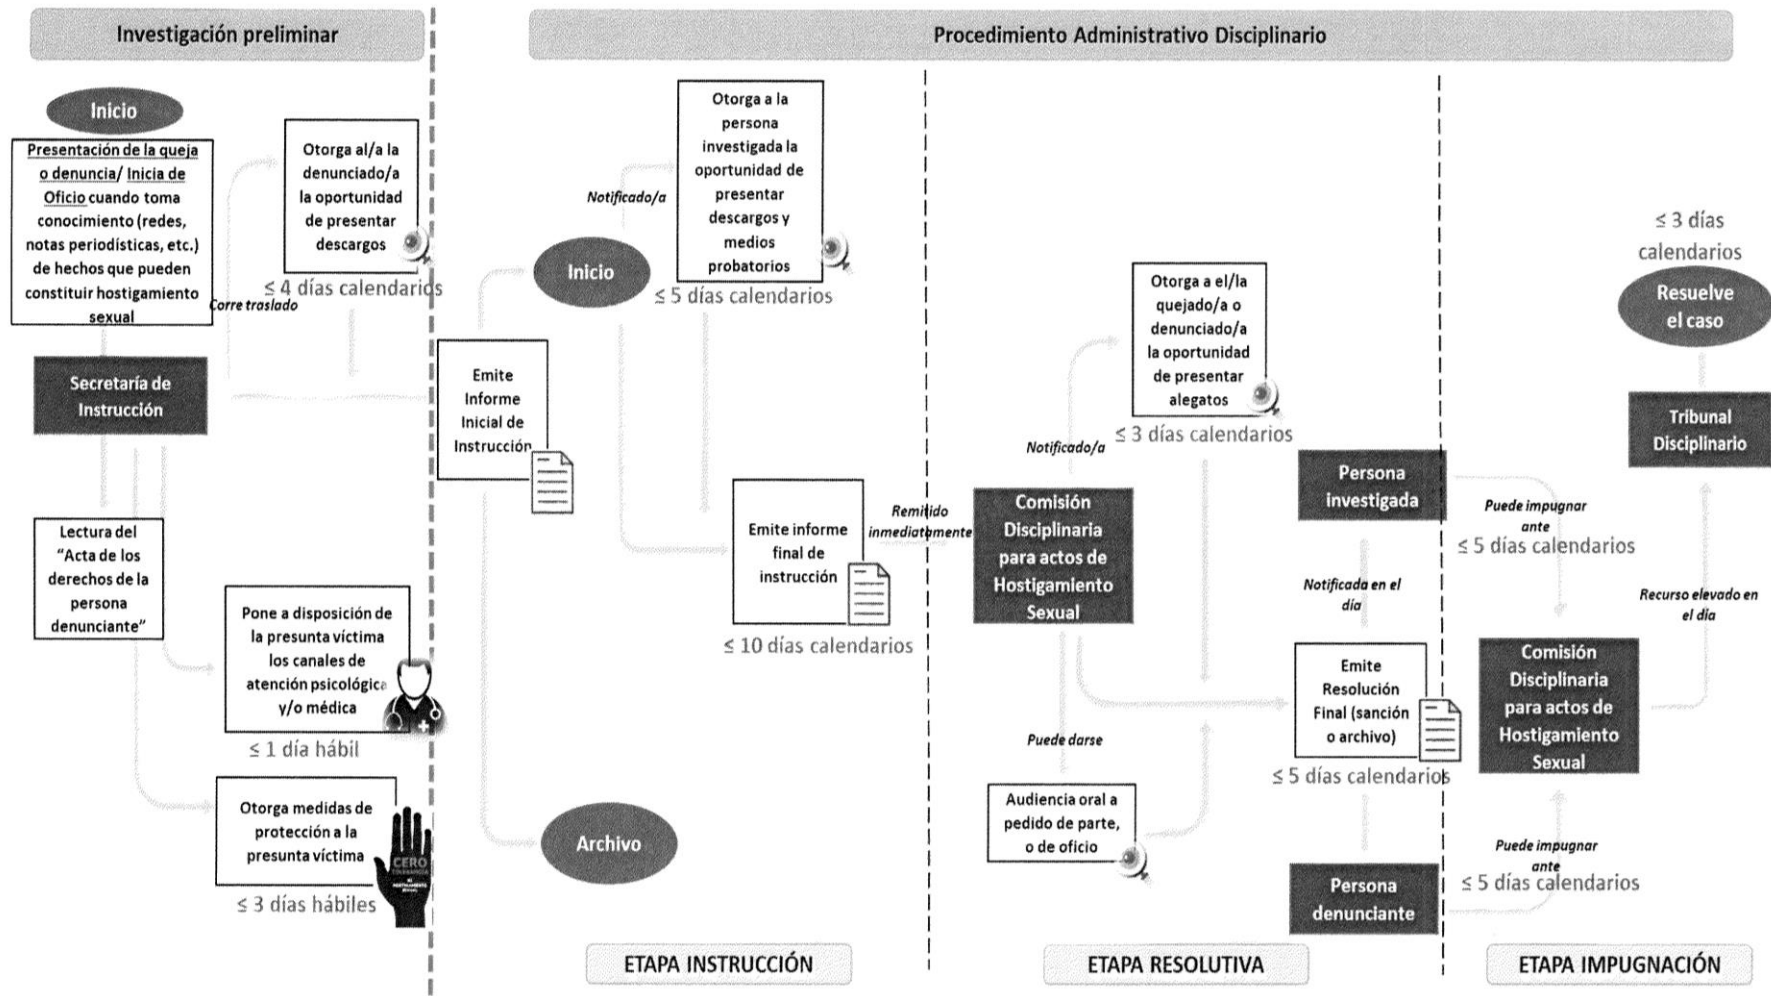 Investigación preliminar
Procedimiento Administrativo Disciplinario
Inicio
Presentación de la queja
o denuncia/ Inicia de
Oficio cuando toma
conocimiento (redes,
notas periodísticas, etc.)
de hechos que pueden
constituir hostigamiento
sexual
Otorga al/a la
denunciado/a
la oportunidad
de presentar
descargos
≤ 4 días calendarios
Corre traslado
Secretaría de
Instrucción
Lectura del
“Acta de los
derechos de la
persona
denunciante”
Pone a disposición de
la presunta víctima
los canales de
atención psicológica
y/o médica
≤ 1 día hábil
Otorga medidas de
protección a la
presunta víctima
CERO
≤ 3 días hábiles
Emite
Informe
Inicial de
Instrucción
Inicio
Notificado/a
Otorga a la
persona
investigada la
oportunidad de
presentar
descargos y
medios
probatorios
≤ 5 días calendarios
Emite informe
final de
instrucción
≤ 10 días calendarios
Archivo
ETAPA INSTRUCCIÓN
Remitido
inmediatamente
Comisión
Disciplinaria
para actos de
Hostigamiento
Sexual
Notificado/a
Otorga a el/la
quejado/a o
denunciado/a
la oportunidad
de presentar
alegatos
≤ 3 días calendarios
Puede darse
Audiencia oral a
pedido de parte,
o de oficio
Persona
investigada
Notificada en el
día
Emite
Resolución
Final (sanción
o archivo)
≤ 5 días calendarios
Persona
denunciante
ETAPA RESOLUTIVA
Puede impugnar
ante
≤ 5 días calendarios
Comisión
Disciplinaria
para actos de
Hostigamiento
Sexual
Puede impugnar
ante
≤ 5 días calendarios
Recurso elevado en
el día
Tribunal
Disciplinario
Resuelve
el caso
≤ 3 días
calendarios
ETAPA IMPUGNACIÓN